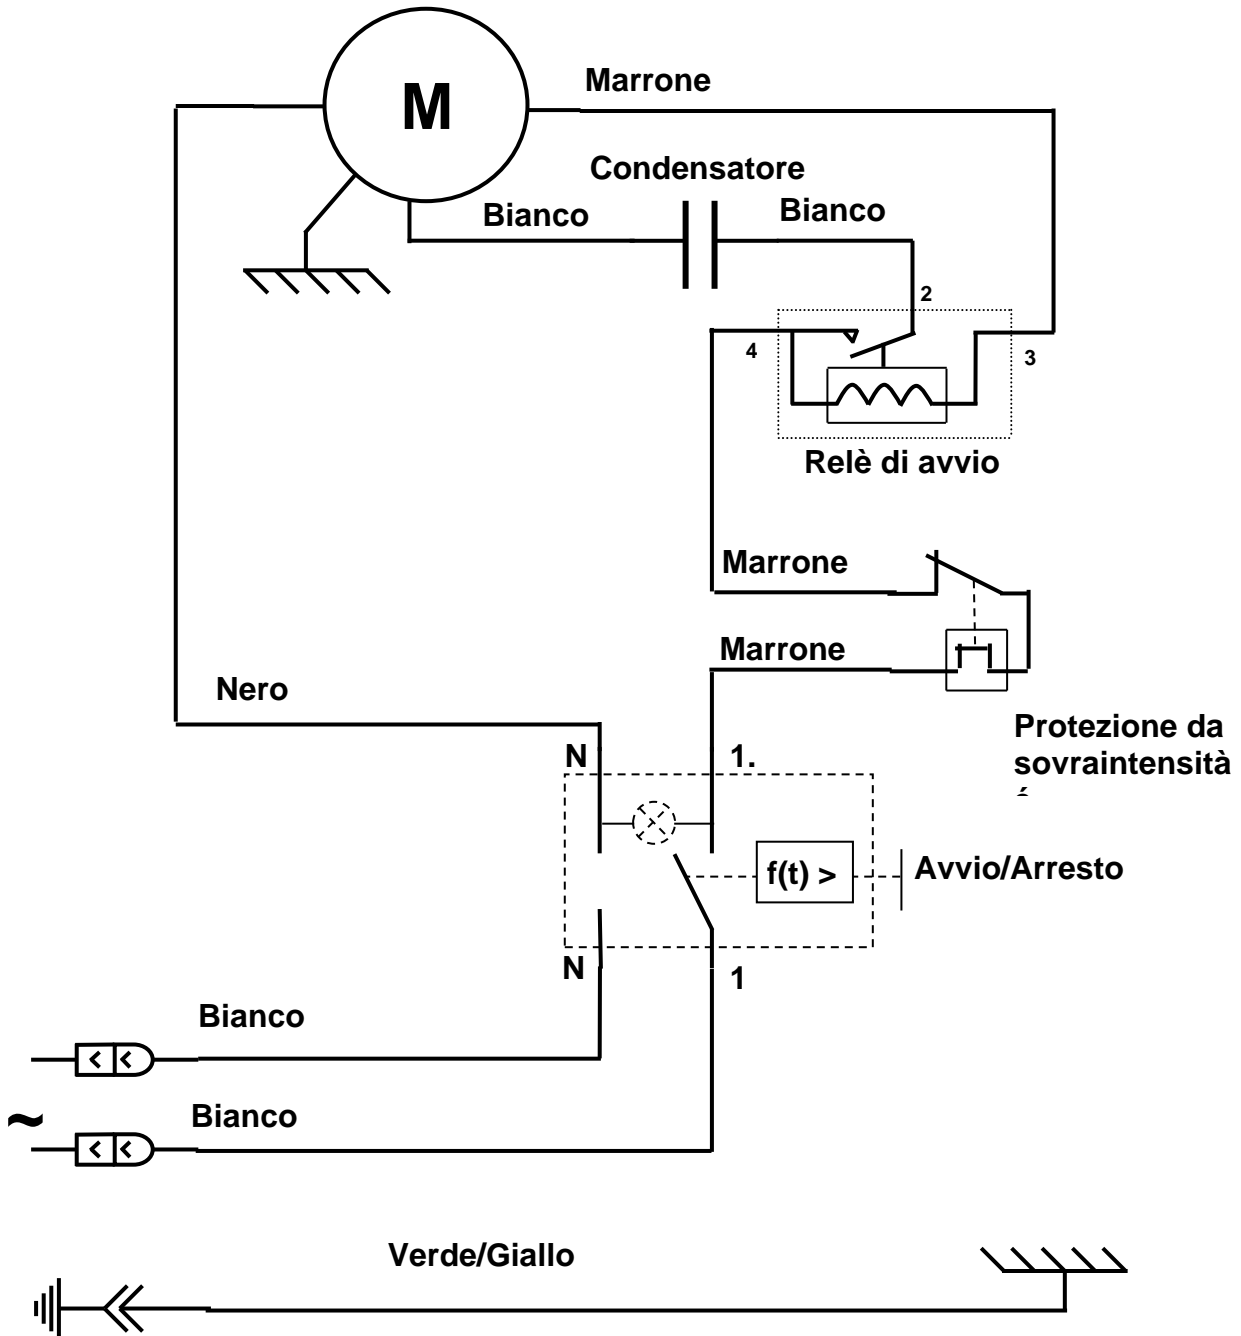 M
Marrone
Condensatore
Bianco
Bianco
2
4
3
Relè di avvio
Marrone
Marrone
Nero
Protezione da
sovraintensità
N
1.
f(t) >
Avvio/Arresto
N
1
Bianco
~
Bianco
Verde/Giallo